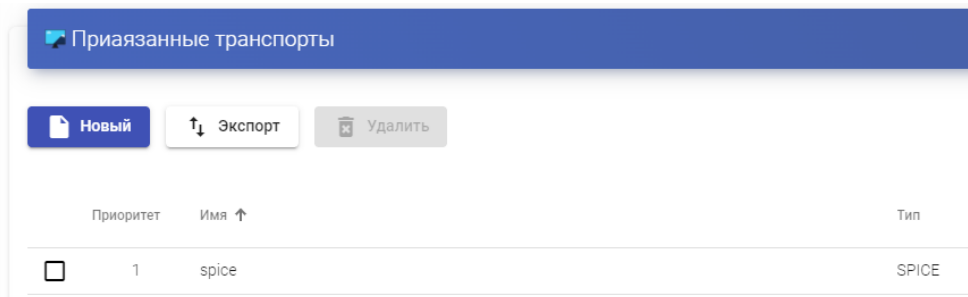 Приаязанные транспорты
Новый Экспорт Удалить
Приоритет Имя Тип
1 spice SPICE